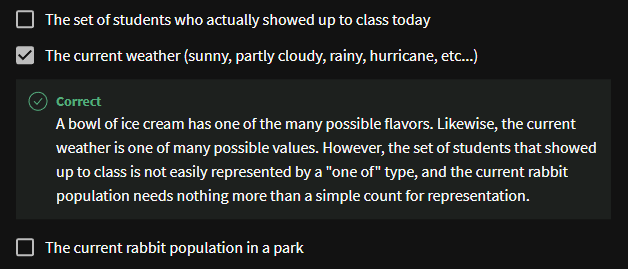 The set of students who actually showed up to class today
The current weather (sunny, partly cloudy, rainy, hurricane, etc...)
Correct
A bowl of ice cream has one of the many possible flavors. Likewise, the current
weather is one of many possible values. However, the set of students that showed
up to class is not easily represented by a "one of" type, and the current rabbit
population needs nothing more than a simple count for representation.
The current rabbit population in a park